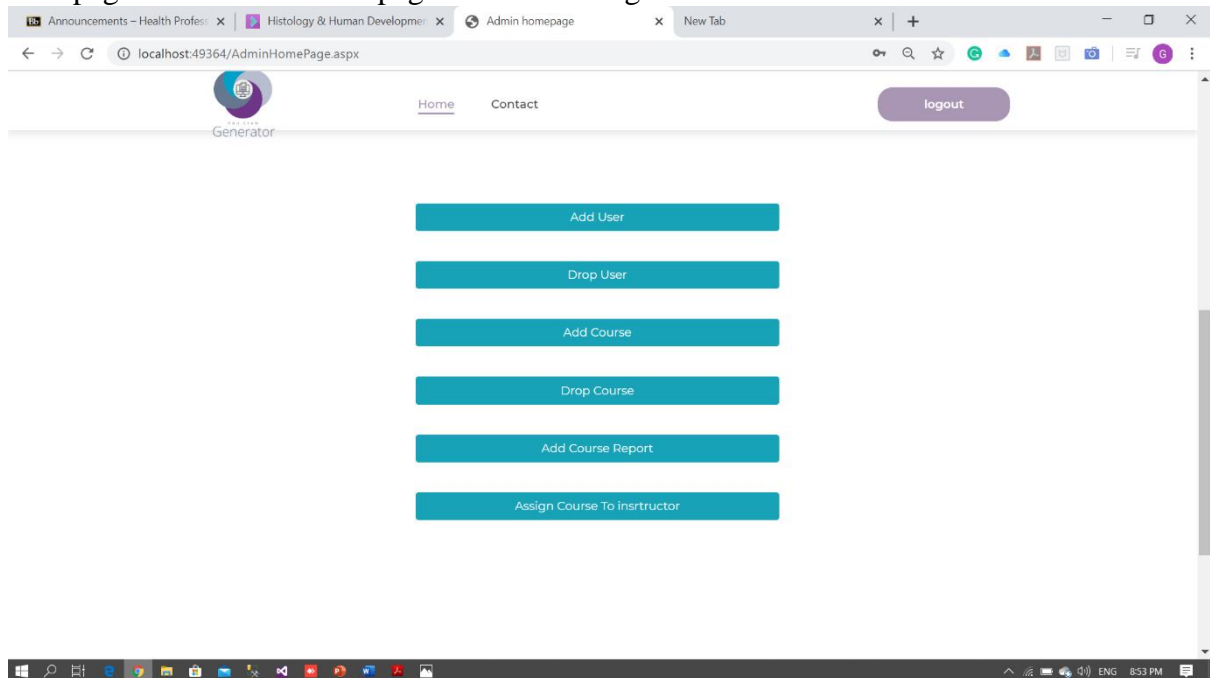 Announcements – Health Profess
Histology & Human Developmen
Admin homepage
New Tab
localhost:49364/AdminHomePage.aspx
G
Home
Contact
logout
Generator
Add User
Drop User
Add Course
Drop Course
Add Course Report
Assign Course To insrtructor
ENG
8:53 PM